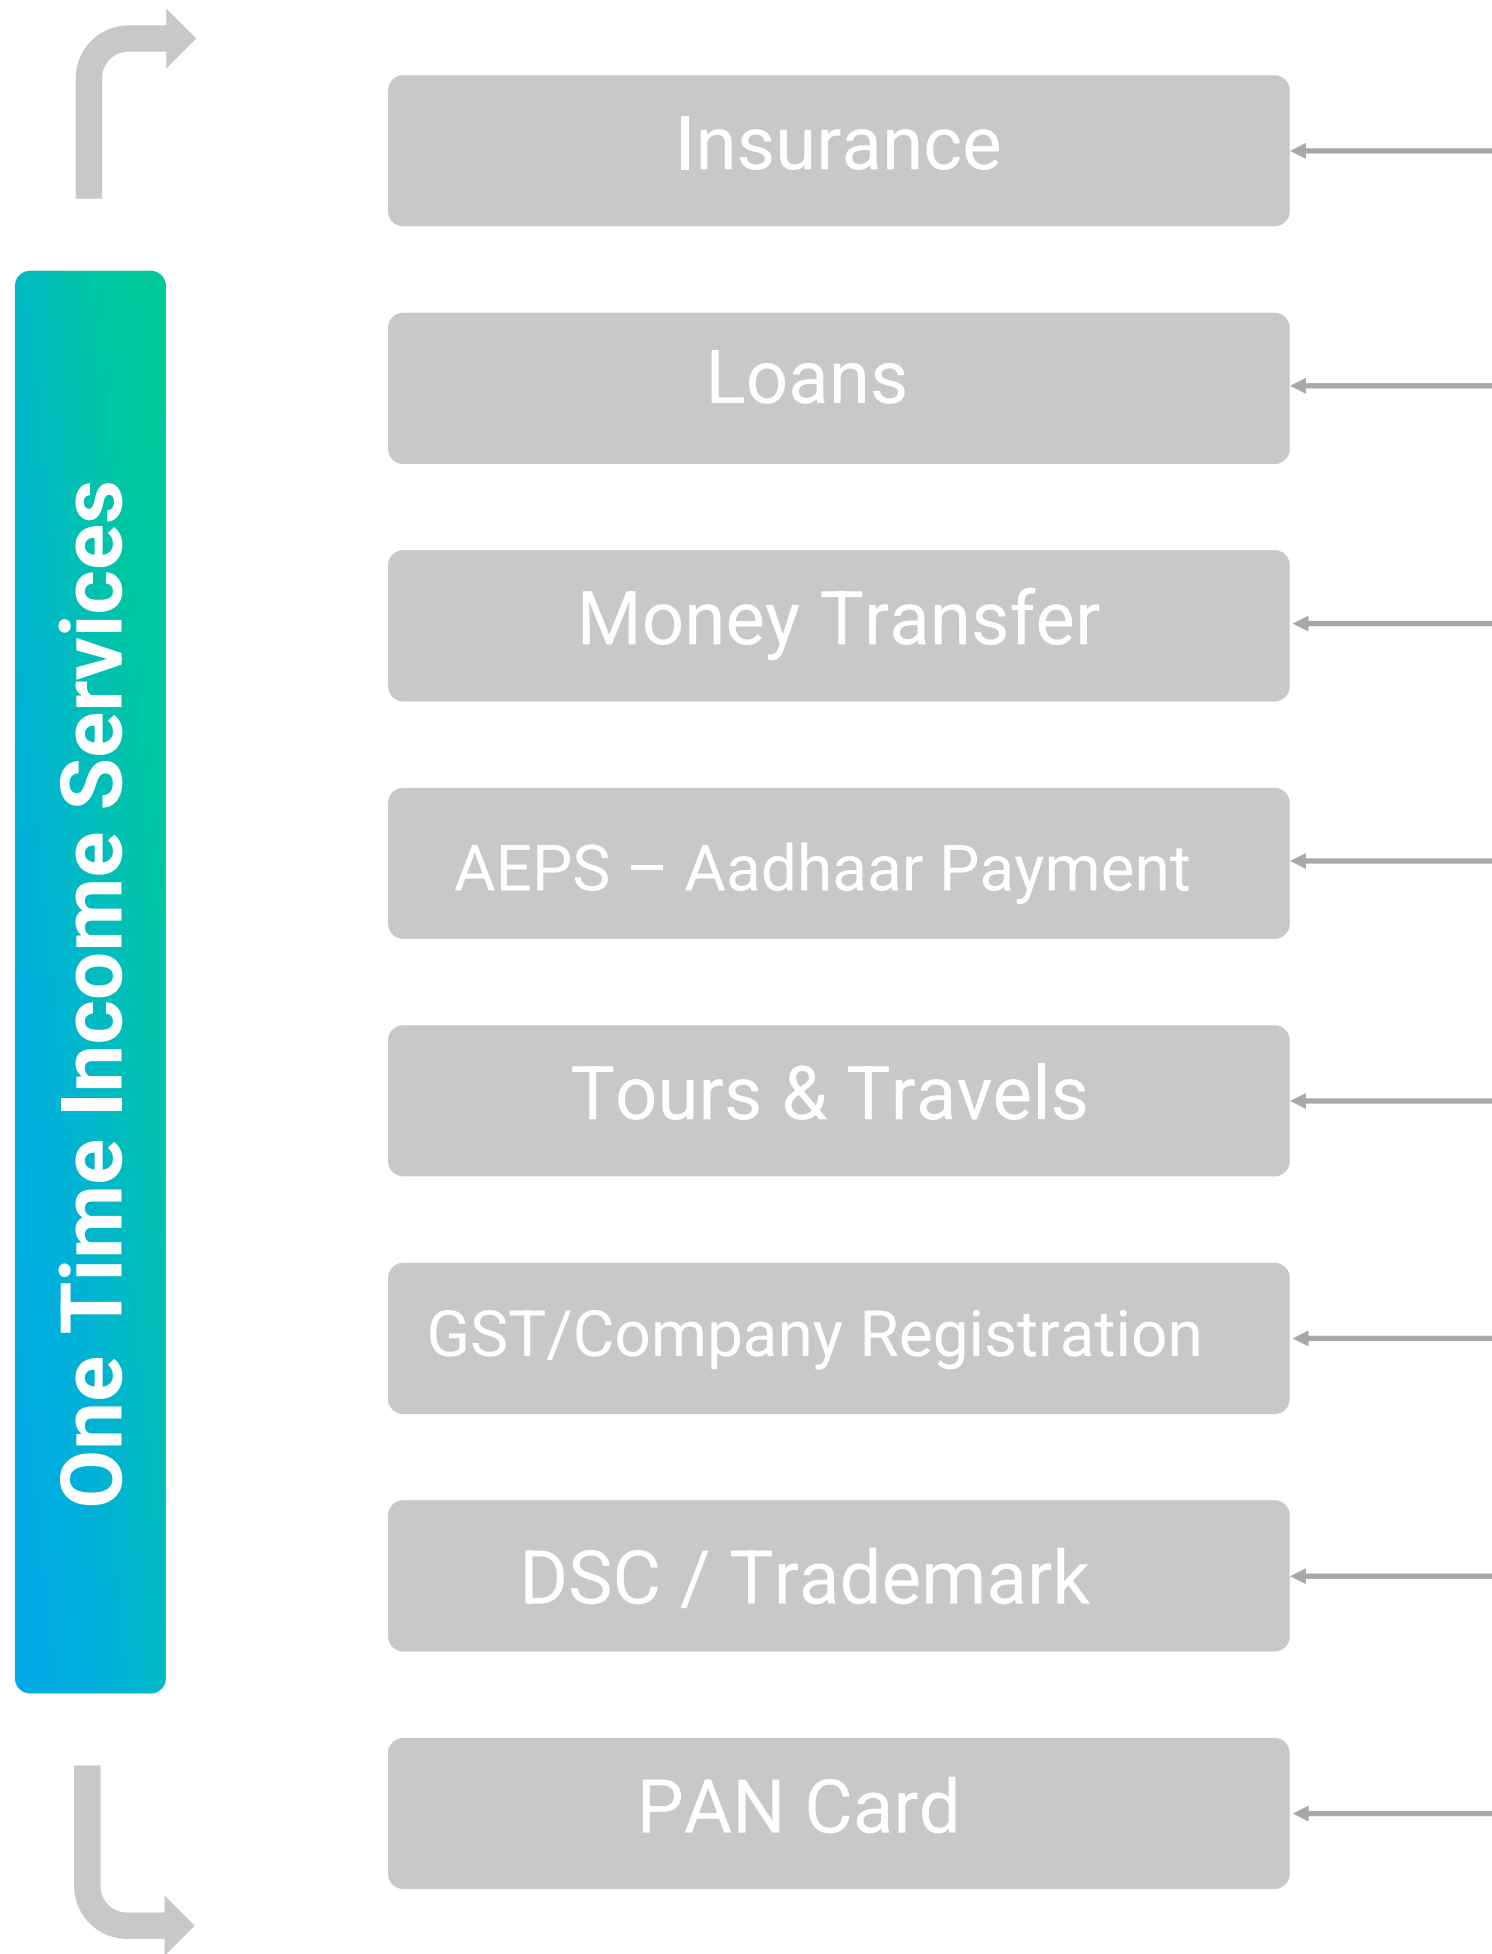 One Time Income Services
Insurance
Loans
Money Transfer
AEPS – Aadhaar Payment
Tours & Travels
GST/Company Registration
DSC / Trademark
PAN Card